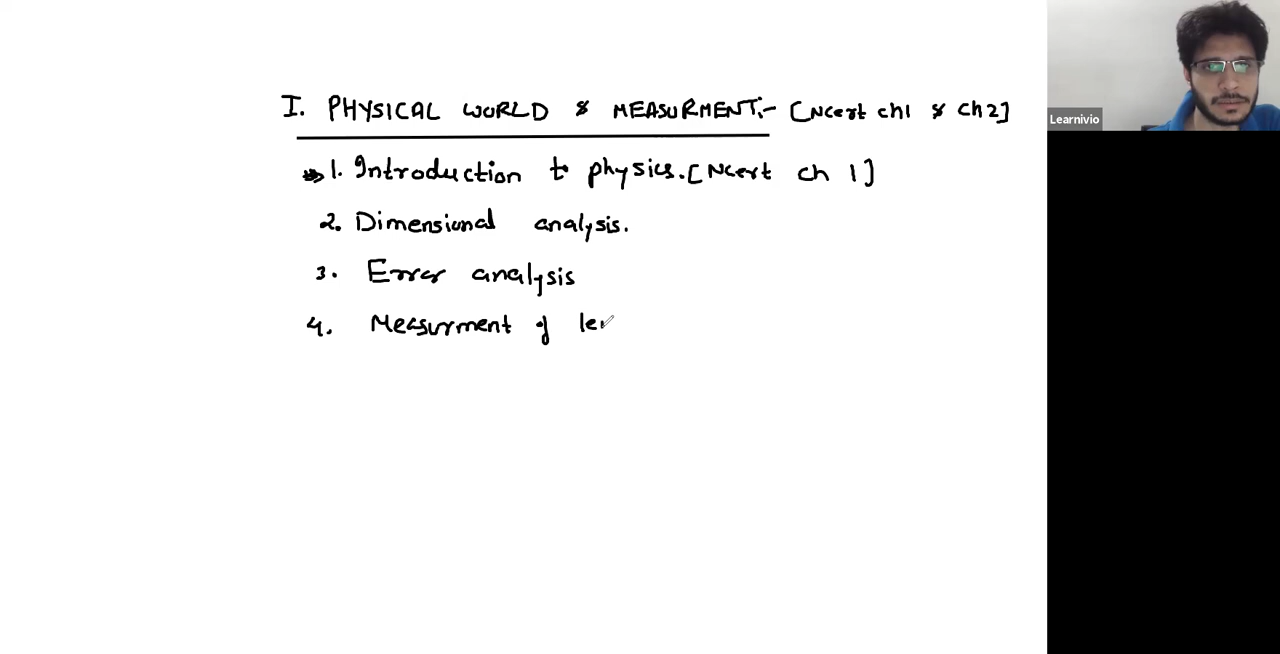 I. PHYSICAL WORLD & MEASURMENT:- [Ncert ch1 & ch2]
Learnivio
1. Introduction to physics. [Ncert ch 1]
2. Dimensional analysis.
3. Error analysis
4. Measurment of